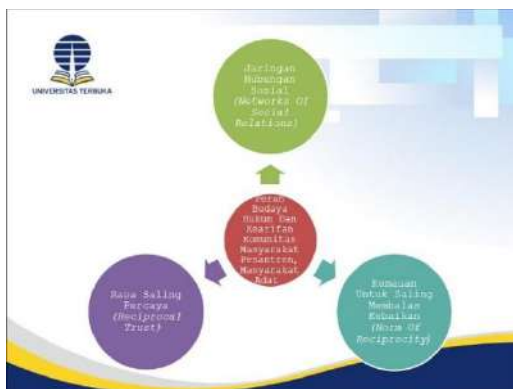 UNIVERSITAS TERBUKA
Jaringan
Hubungan
Sosial
(Networks Of
Social
Relations)
Peran
Budaya
Hukum Dan
Kearifan
Komunitas
Masyarakat
Pesantren,
Masyarakat
Adat
Rasa Saling
Percaya
(Reciprocal
Trust)
Kemauan
Untuk Saling
Membalas
Kebaikan
(Norm Of
Reciprocity)